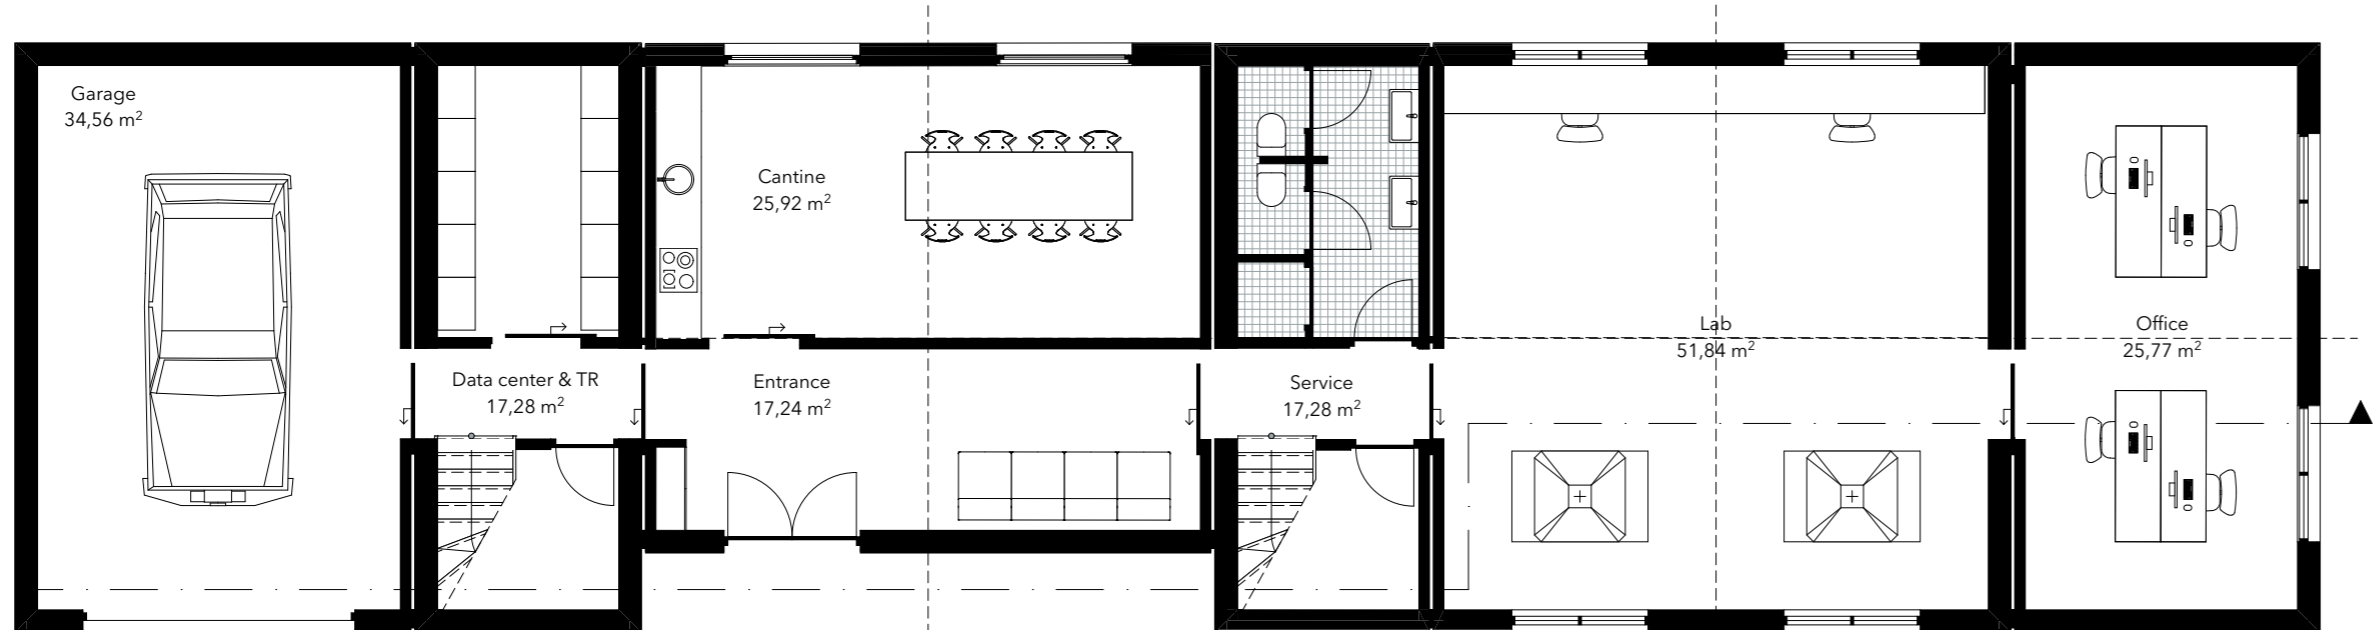 Garage
34,56 m²
Cantine
25,92 m²
Lab
51,84 m²
Office
25,77 m²
Data center & TR
17,28 m²
Entrance
17,24 m²
Service
17,28 m²